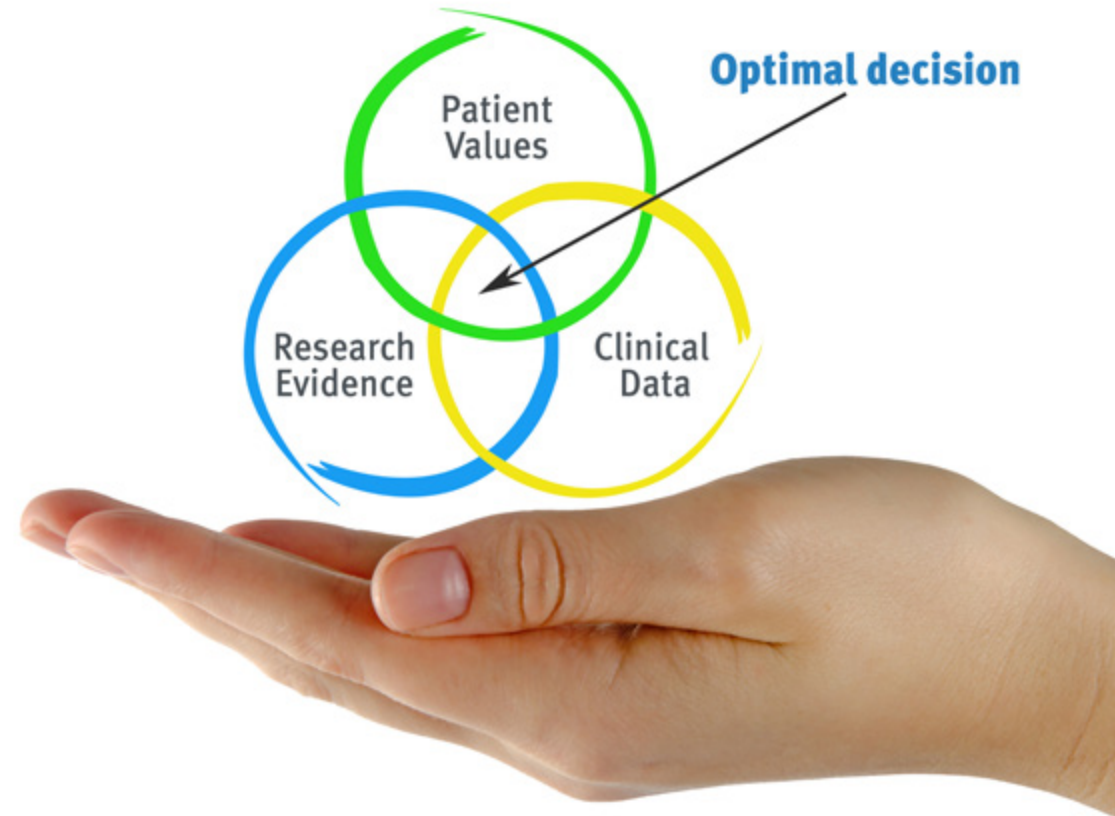 Optimal decision
Patient
Values
Research
Evidence
Clinical
Data